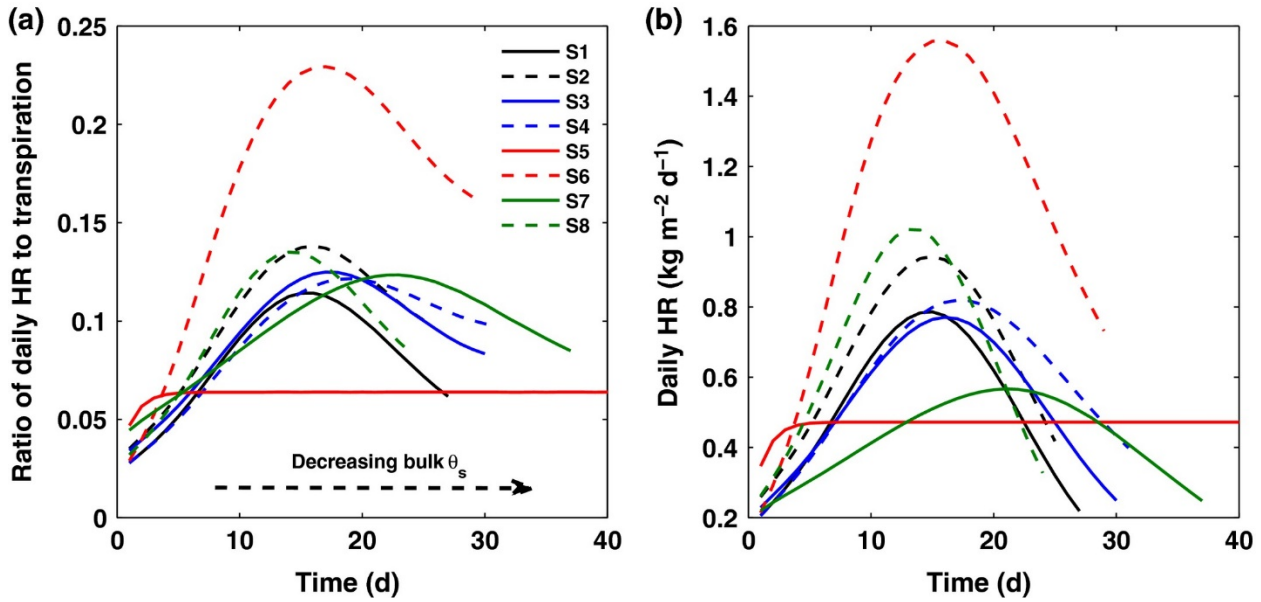 (a)
Ratio of daily HR to transpiration
0.25
0.2
0.15
0.1
0.05
0
S1
S2
S3
S4
S5
S6
S7
S8
Decreasing bulk θs
0 10 20 30 40
Time (d)
(b)
Daily HR (kg m−2 d−1)
1.6
1.4
1.2
1
0.8
0.6
0.4
0.2
0 10 20 30 40
Time (d)